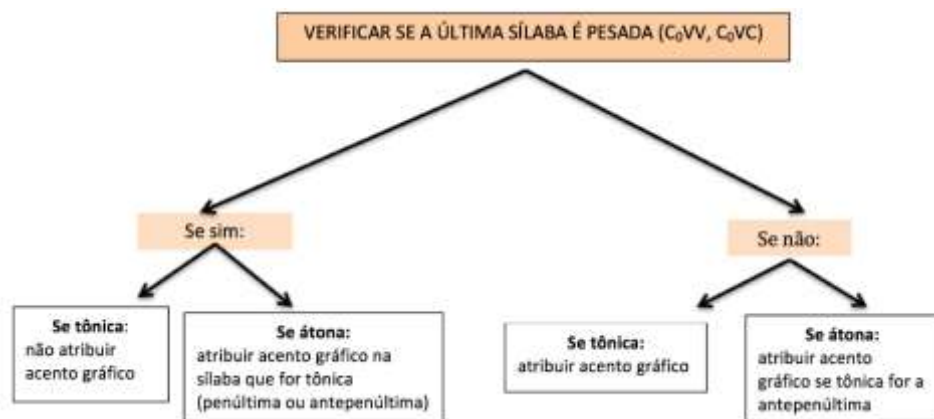 VERIFICAR SE A ÚLTIMA SÍLABA É PESADA (C₀VV, C₀VC)
Se sim:
Se não:
Se tônica:
não atribuir
acento gráfico
Se átona:
atribuir acento gráfico na
sílaba que for tônica
(penúltima ou antepenúltima)
Se tônica:
atribuir acento gráfico
Se átona:
atribuir acento
gráfico se tônica for a
antepenúltima